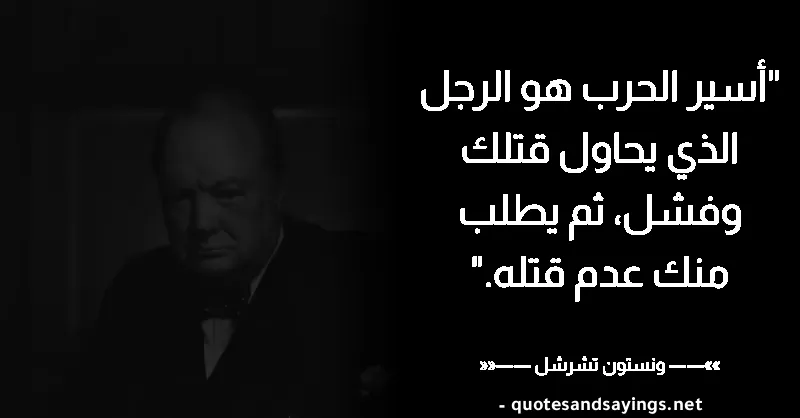 "أسير الحرب هو الرجل
الذي يحاول قتلك
وفشل، ثم يطلب
منك عدم قتله."
»—— ونستون تشرشل ——««
- quotesandsayings.net